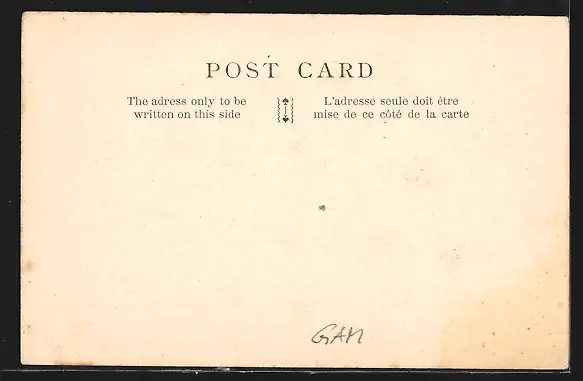 POST CARD
The adress only to be
written on this side
L'adresse seule doit être
mise de ce côté de la carte